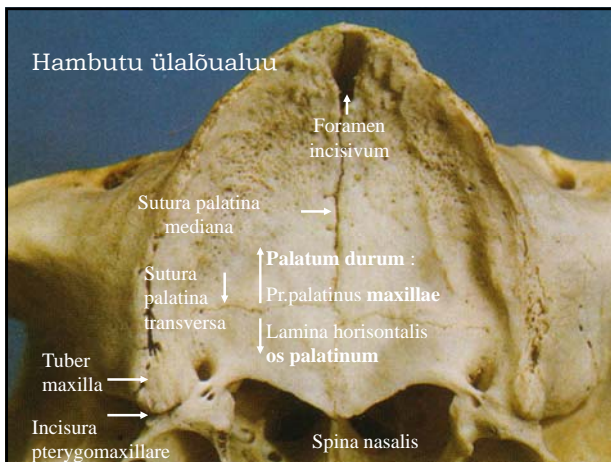 Hambutu ülalõualuu
Foramen
incisivum
Sutura palatina
mediana
Palatum durum :
Sutura
palatina
transversa
Pr.palatinus maxillae
Lamina horisontalis
os palatinum
Tuber
maxilla
Incisura
pterygomaxillare
Spina nasalis